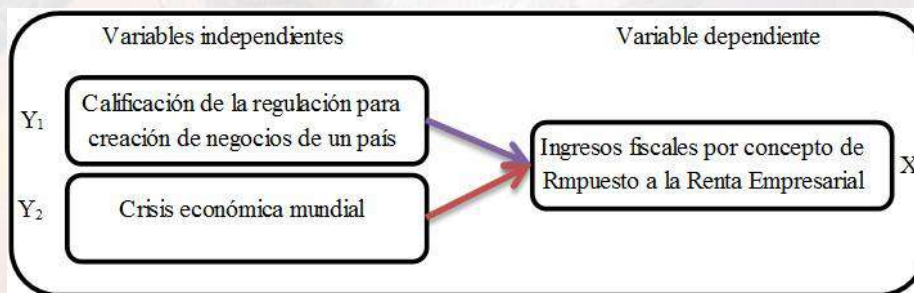 Variables independientes
Variable dependiente
Y₁
Calificación de la regulación para
creación de negocios de un país
Y₂
Crisis económica mundial
Ingresos fiscales por concepto de
Rmpuesto a la Renta Empresarial
X